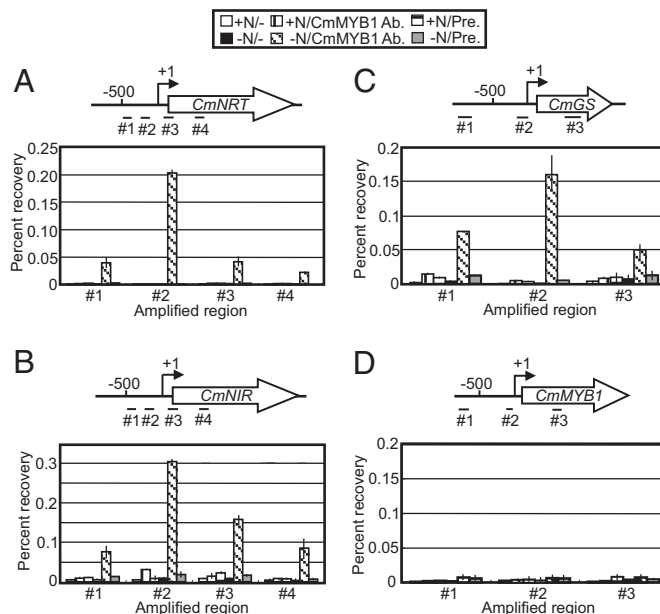 +N/- +N/CmMYB1 Ab. +N/Pre.
-N/- -N/CmMYB1 Ab. -N/Pre.
A
-500
+1
CmNRT
#1 #2 #3 #4
Percent recovery
0.25
0.20
0.15
0.10
0.05
0
#1 #2 #3 #4
Amplified region
B
-500
+1
CmNIR
#1 #2 #3 #4
Percent recovery
0.3
0.2
0.1
0
#1 #2 #3 #4
Amplified region
C
-500
+1
CmGS
#1 #2 #3
Percent recovery
0.2
0.15
0.1
0.05
0
#1 #2 #3
Amplified region
D
-500
+1
CmMYB1
#1 #2 #3
Percent recovery
0.2
0.15
0.1
0.05
0
#1 #2 #3
Amplified region